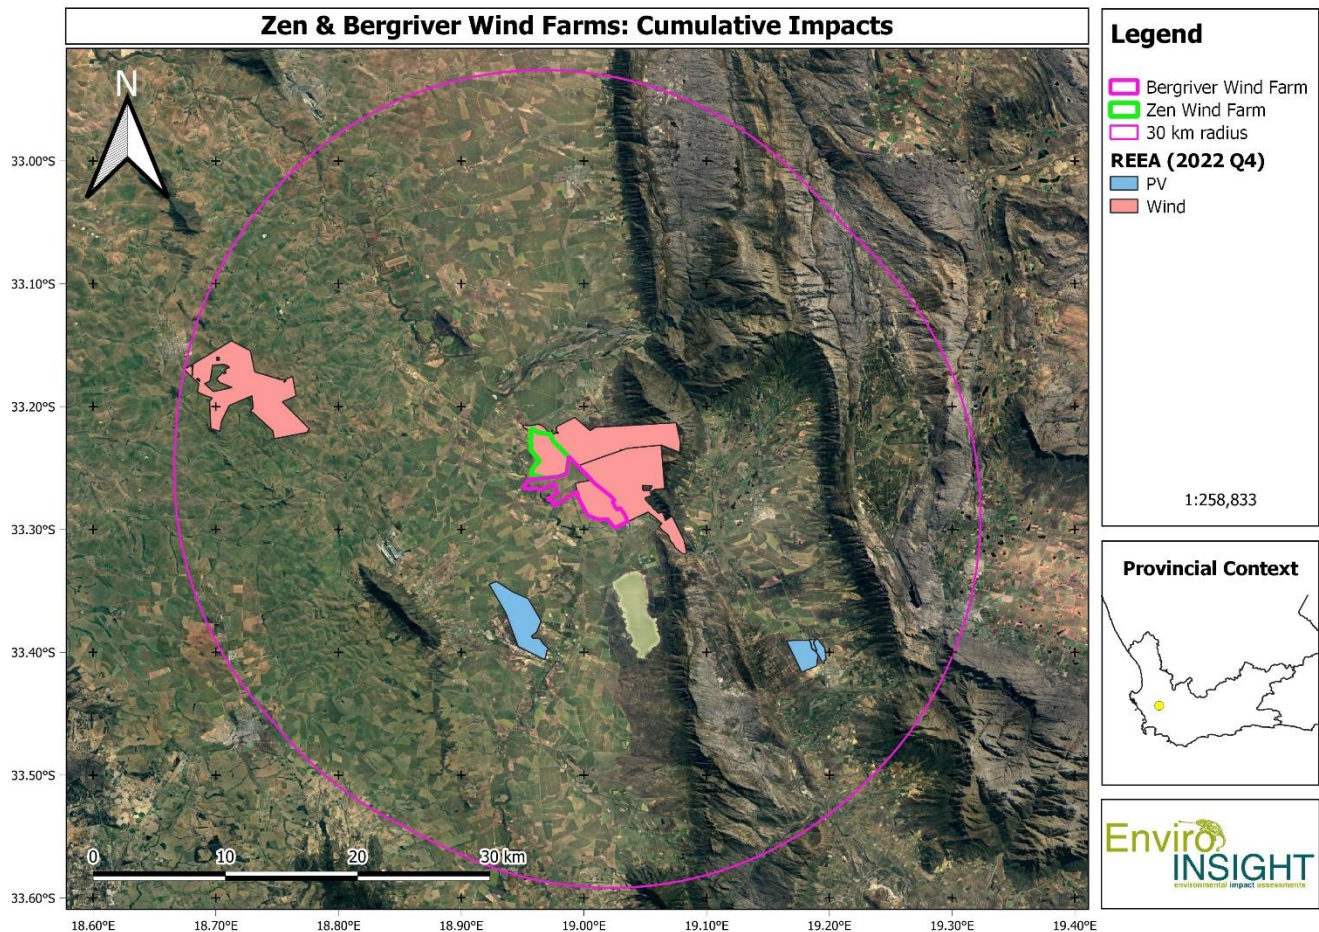 Zen & Bergriver Wind Farms: Cumulative Impacts
N
33.00°S
33.10°S
33.20°S
33.30°S
33.40°S
33.50°S
33.60°S
0 10 20 30 km
18.60°E 18.70°E 18.80°E 18.90°E 19.00°E 19.10°E 19.20°E 19.30°E 19.40°E
Legend
Bergriver Wind Farm
Zen Wind Farm
30 km radius
REEA (2022 Q4)
PV
Wind
1:258,833
Provincial Context
Enviro
INSIGHT
environmental impact assessments